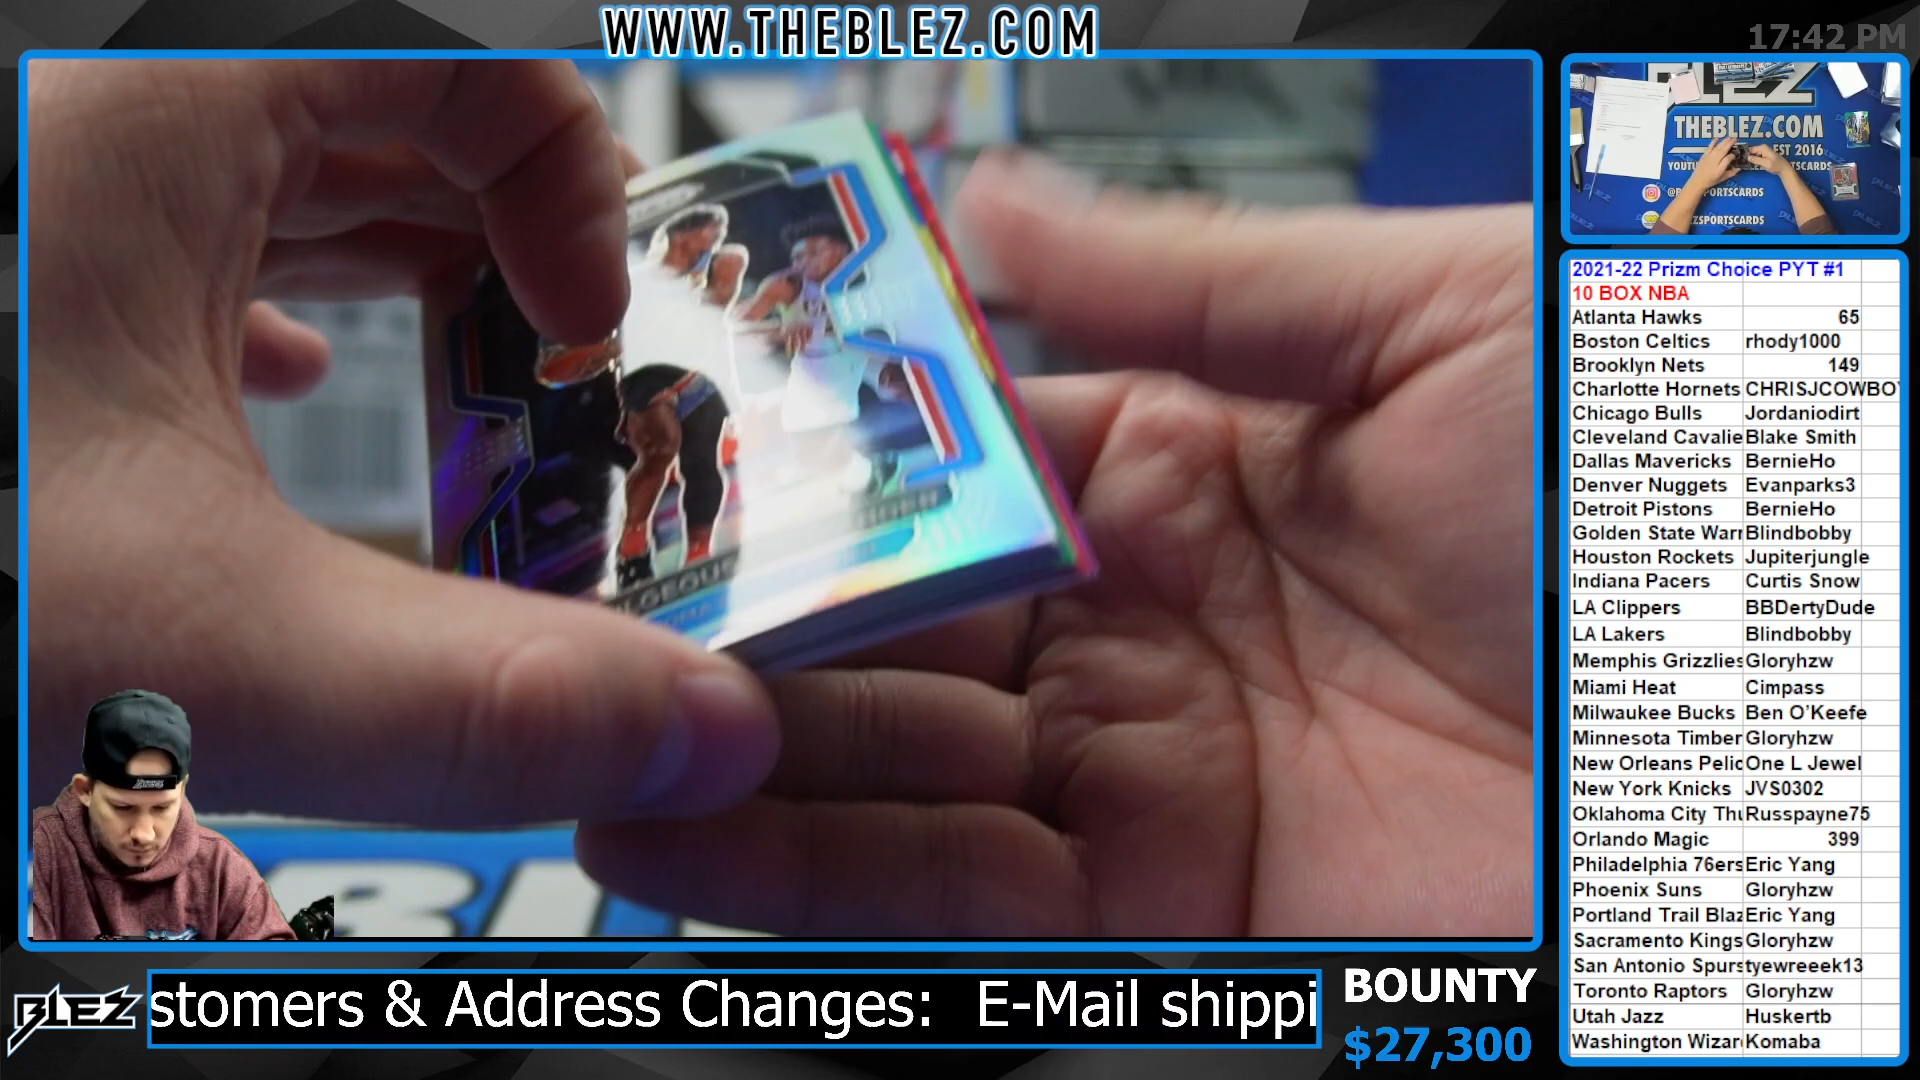 WWW.THEBLEZ.COM
17:42 PM
THEBLEZ.COM
EST 2016
2021-22 Prizm Choice PYT #1
10 BOX NBA
Atlanta Hawks 65
Boston Celtics rhody1000
Brooklyn Nets 149
Charlotte Hornets CHRISJCOWBO
Chicago Bulls Jordaniodirt
Cleveland Cavalie Blake Smith
Dallas Mavericks BernieHo
Denver Nuggets Evanparks3
Detroit Pistons BernieHo
Golden State Warr Blindbobby
Houston Rockets Jupiterjungle
Indiana Pacers Curtis Snow
LA Clippers BBDertyDude
LA Lakers Blindbobby
Memphis Grizzlies Gloryhzw
Miami Heat Cimpass
Milwaukee Bucks Ben O'Keefe
Minnesota Timber Gloryhzw
New Orleans Pelic One L Jewel
New York Knicks JVS0302
Oklahoma City Thu Russpayne75
Orlando Magic 399
Philadelphia 76ers Eric Yang
Phoenix Suns Gloryhzw
Portland Trail Blaz Eric Yang
Sacramento Kings Gloryhzw
San Antonio Spurs tyewreeek13
Toronto Raptors Gloryhzw
Utah Jazz Huskertb
Washington Wizar Komaba
BLEZ
stomers & Address Changes: E-Mail shippi
BOUNTY
$27,300